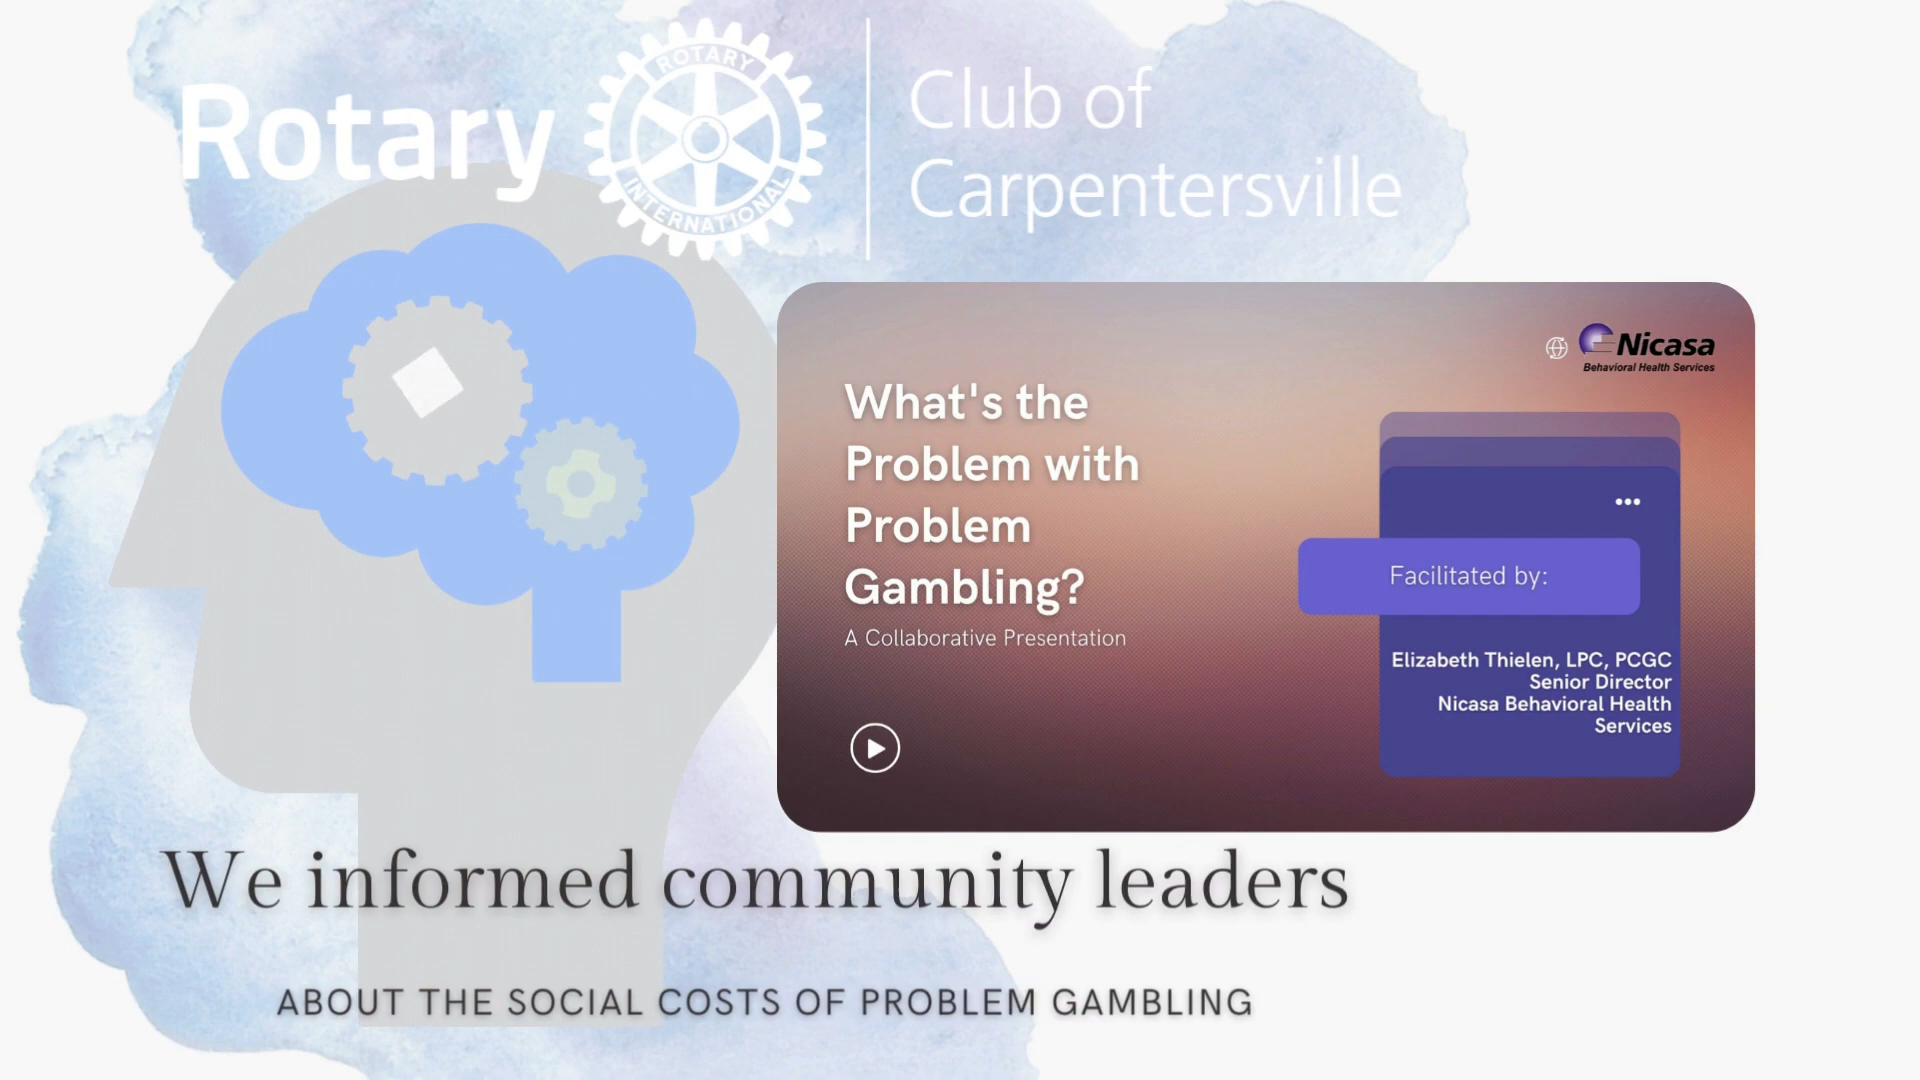 Rotary
ROTARY
INTERNATIONAL
Club of
Carpentersville
Nicasa
Behavioral Health Services
What's the
Problem with
Problem
Gambling?
A Collaborative Presentation
Facilitated by:
Elizabeth Thielen, LPC, PCGC
Senior Director
Nicasa Behavioral Health
Services
We informed community leaders
ABOUT THE SOCIAL COSTS OF PROBLEM GAMBLING